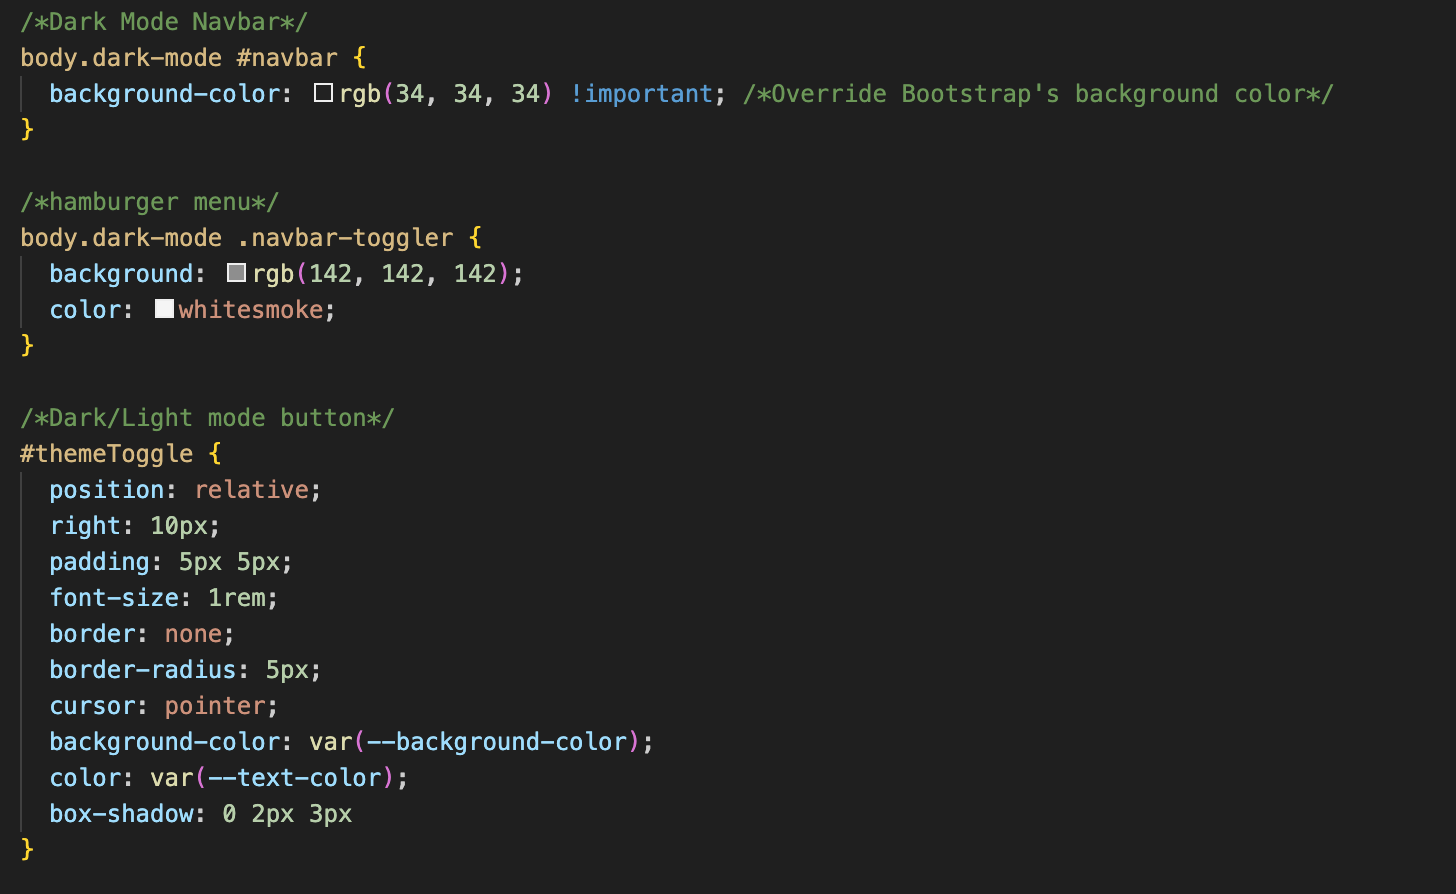 /*Dark Mode Navbar*/
body.dark-mode #navbar {
background-color: rgb(34, 34, 34) !important; /*Override Bootstrap's background color*/
}
/*hamburger menu*/
body.dark-mode .navbar-toggler {
background: rgb(142, 142, 142);
color: whitesmoke;
}
/*Dark/Light mode button*/
#themeToggle {
position: relative;
right: 10px;
padding: 5px 5px;
font-size: 1rem;
border: none;
border-radius: 5px;
cursor: pointer;
background-color: var(--background-color);
color: var(--text-color);
box-shadow: 0 2px 3px
}